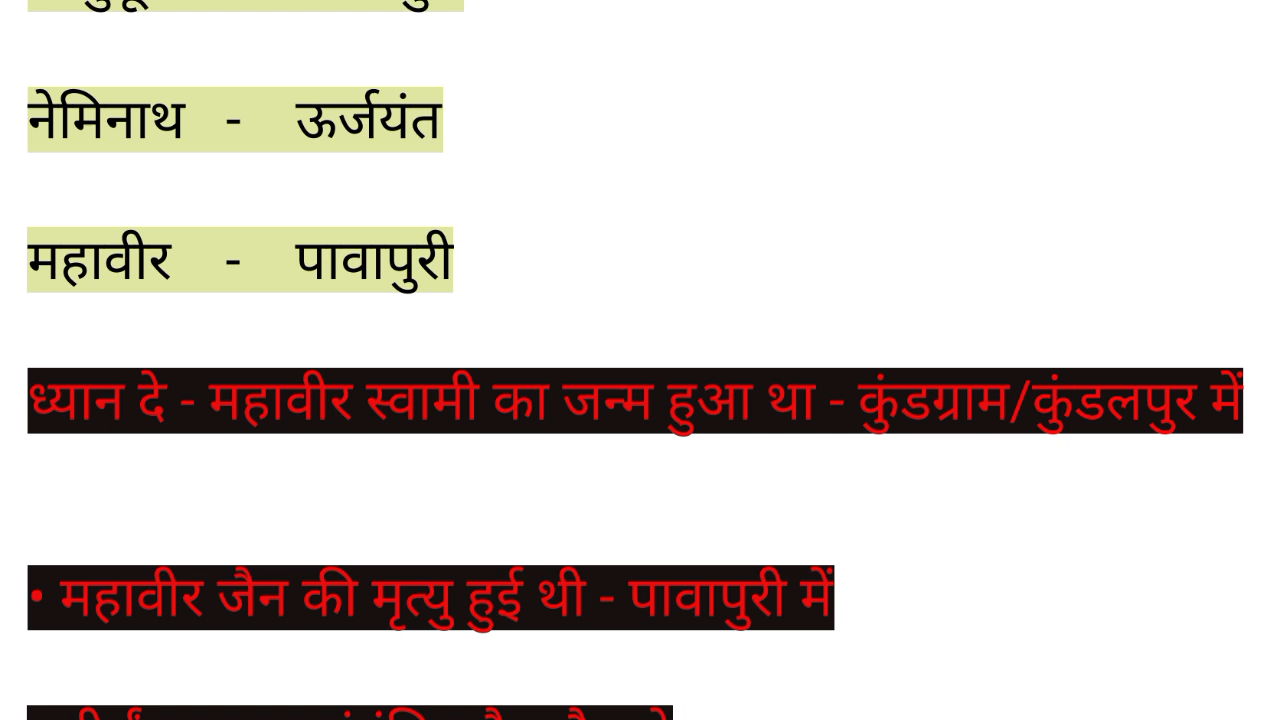 नेमिनाथ - ऊर्जयंत
महावीर - पावापुरी
ध्यान दे - महावीर स्वामी का जन्म हुआ था - कुंडग्राम/कुंडलपुर में
• महावीर जैन की मृत्यु हुई थी - पावापुरी में